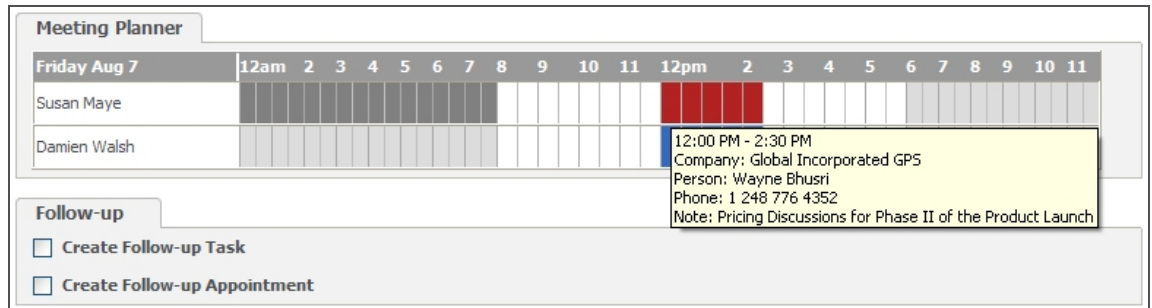 Meeting Planner
Friday Aug 7 12am 2 3 4 5 6 7 8 9 10 11 12pm 2 3 4 5 6 7 8 9 10 11
Susan Maye
Damien Walsh
12:00 PM - 2:30 PM
Company: Global Incorporated GPS
Person: Wayne Bhusri
Phone: 1 248 776 4352
Note: Pricing Discussions for Phase II of the Product Launch
Follow-up
Create Follow-up Task
Create Follow-up Appointment